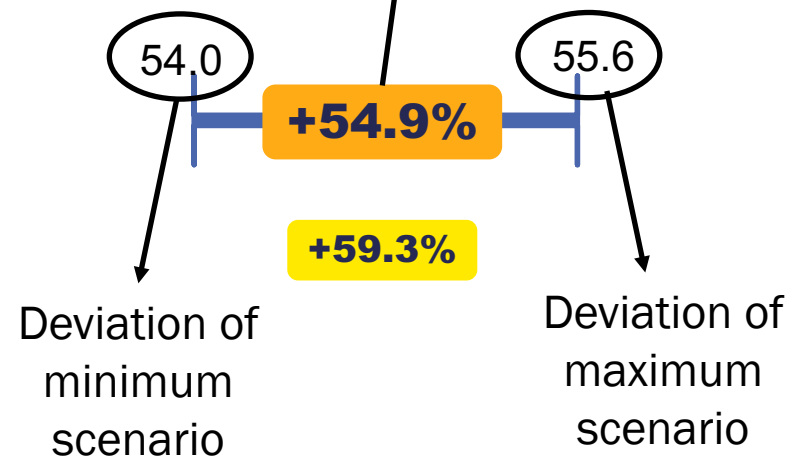 54.0
55.6
+54.9%
+59.3%
Deviation of
minimum
scenario
Deviation of
maximum
scenario